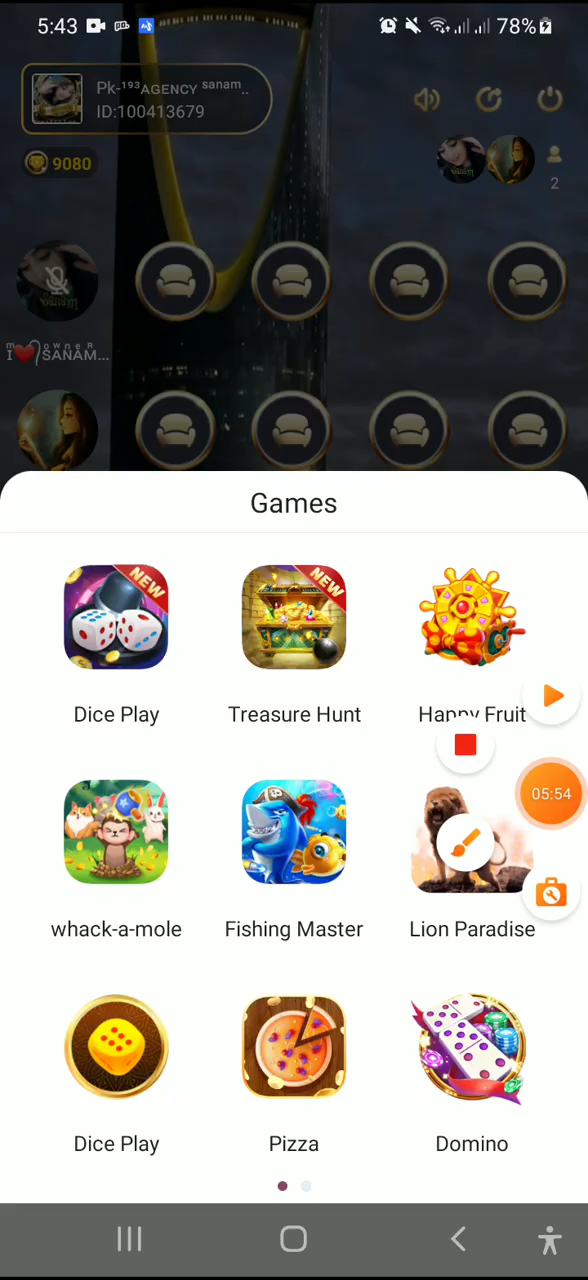 5:43
78%
Pk-¹⁹³ᴀɢᴇɴᴄʏ ˢᵃⁿᵃᵐ..
ID:100413679
9080
2
I❤️SANAM...
Games
NEW
NEW
Dice Play
Treasure Hunt
Happy Fruit
05:54
whack-a-mole
Fishing Master
Lion Paradise
Dice Play
Pizza
Domino